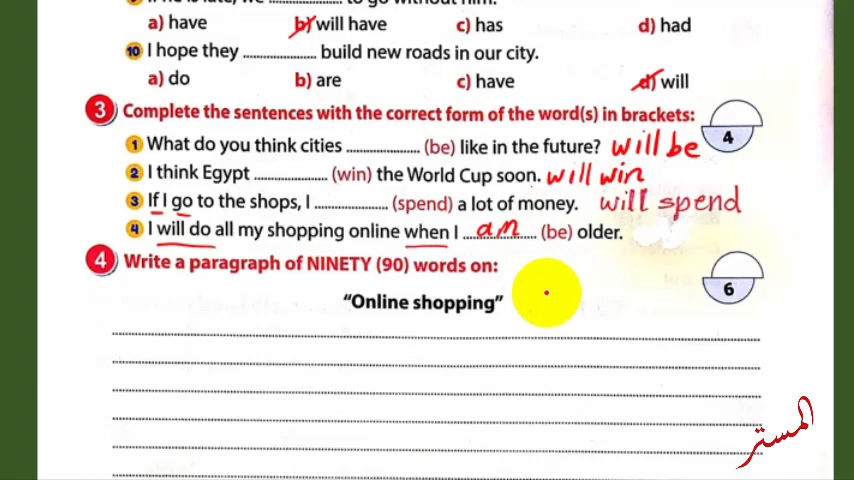 to go without him.
a) have b) will have c) has d) had
10 I hope they .................. build new roads in our city.
a) do b) are c) have d) will
3 Complete the sentences with the correct form of the word(s) in brackets:
4
1 What do you think cities .................. (be) like in the future? will be
2 I think Egypt .................. (win) the World Cup soon. will win
3 If I go to the shops, I .................. (spend) a lot of money. will spend
4 I will do all my shopping online when I ...am... (be) older.
4 Write a paragraph of NINETY (90) words on:
6
"Online shopping"
المستر